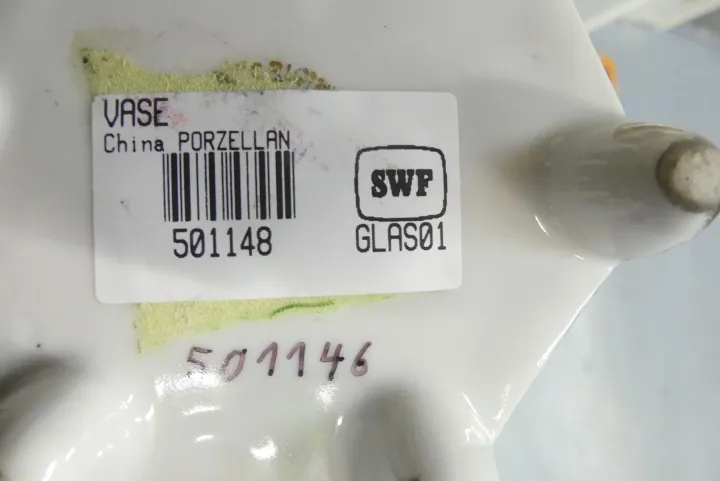 VASE
China PORZELLAN
SWF
501148
GLAS01
501146